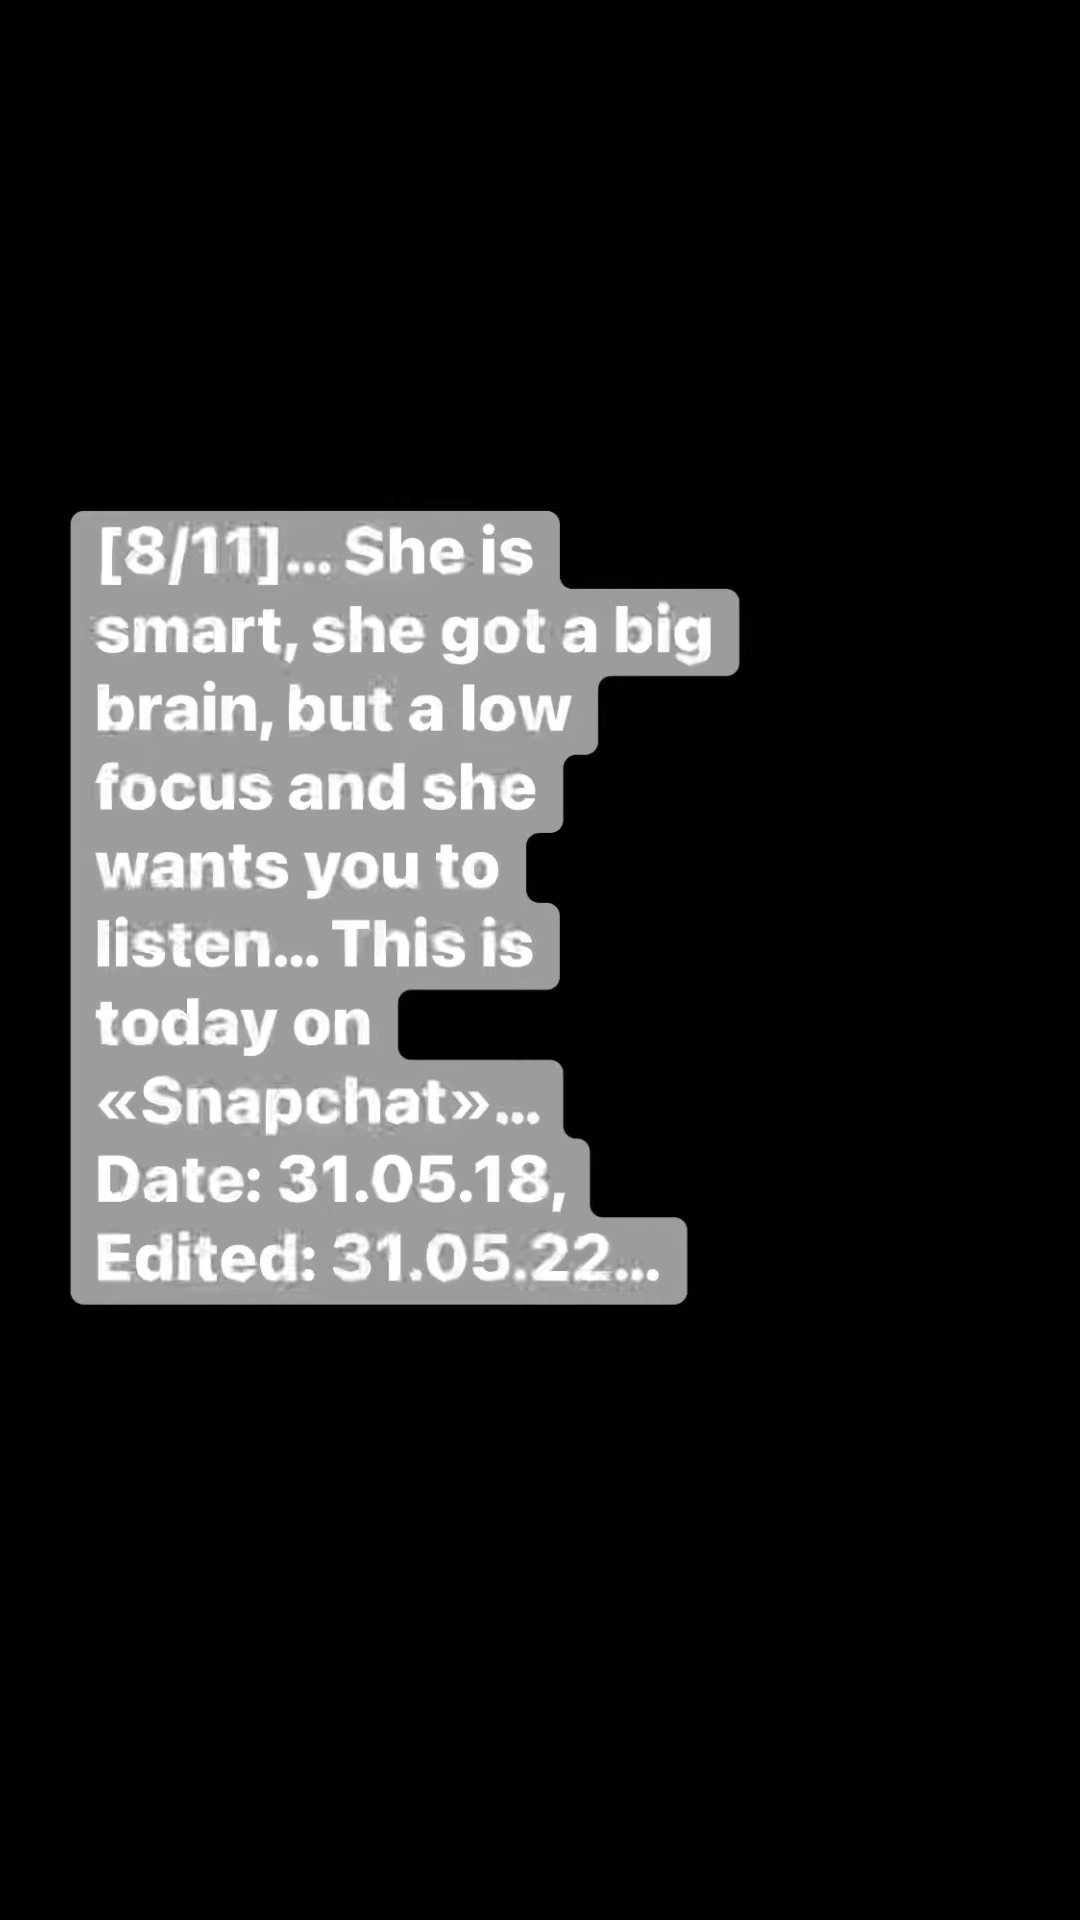 [8/11]... She is
smart, she got a big
brain, but a low
focus and she
wants you to
listen... This is
today on
«Snapchat»...
Date: 31.05.18,
Edited: 31.05.22...